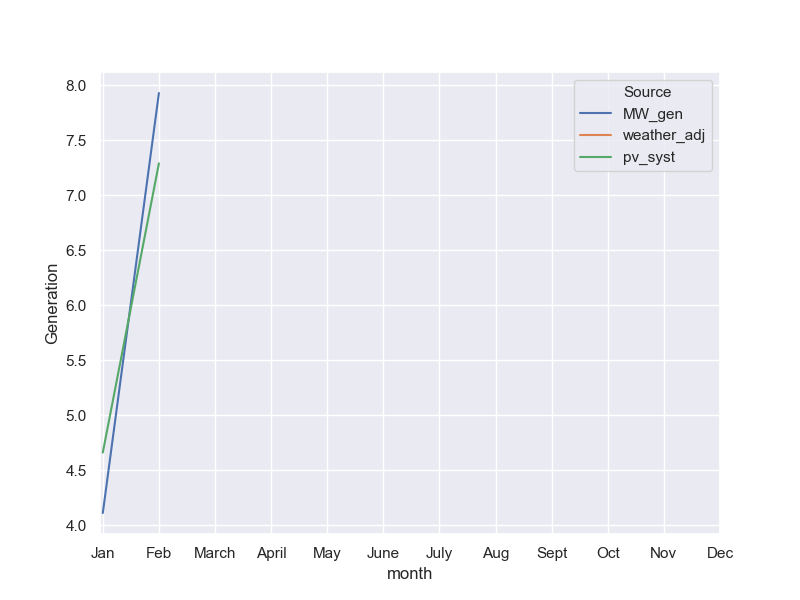 Source
MW_gen
weather_adj
pv_syst
8.0
7.5
7.0
6.5
6.0
5.5
5.0
4.5
4.0
Generation
Jan Feb March April May June July Aug Sept Oct Nov Dec
month